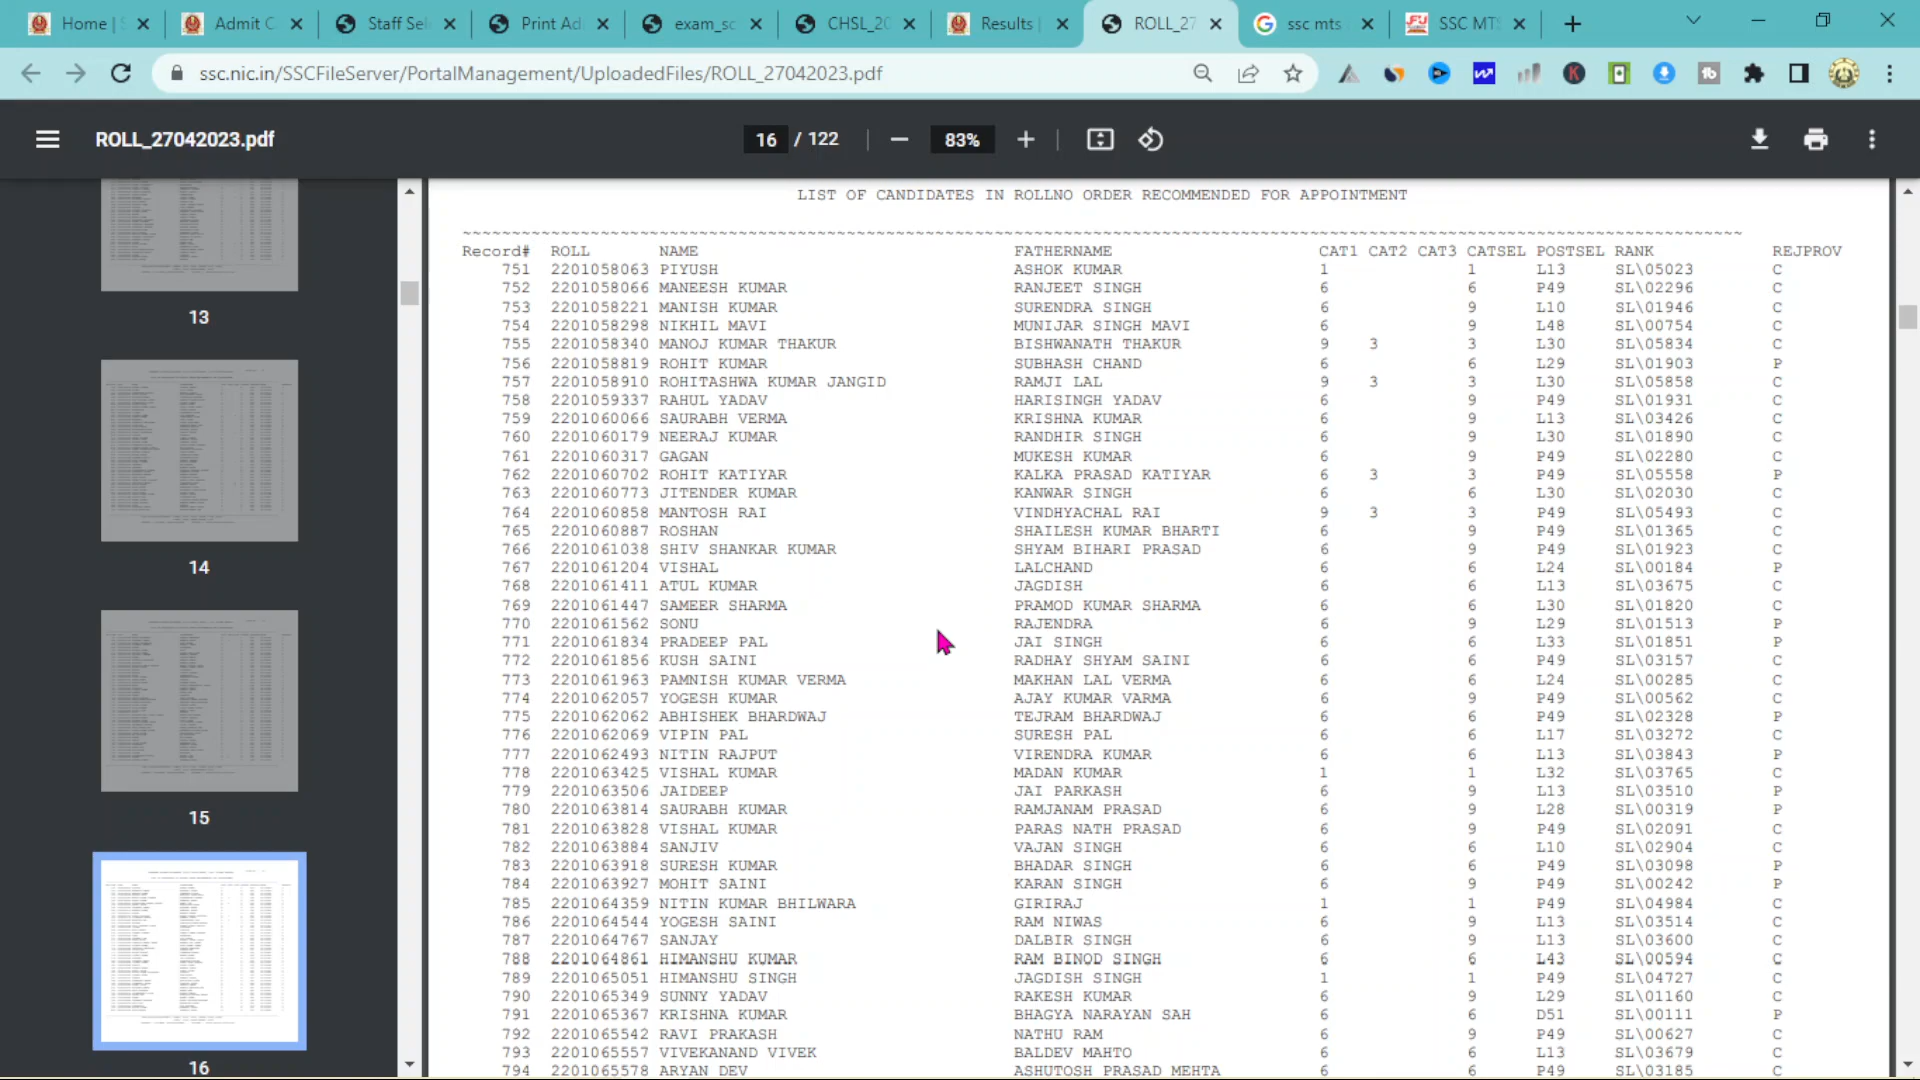 Home | S
Admit C
Staff Sel
Print Ad
exam_sc
CHSL_20
Results |
ROLL_27
ssc mts
SSC MTS
ssc.nic.in/SSCFileServer/PortalManagement/UploadedFiles/ROLL_27042023.pdf
ROLL_27042023.pdf
16 / 122
83%
13
14
15
16
LIST OF CANDIDATES IN ROLLNO ORDER RECOMMENDED FOR APPOINTMENT
Record# ROLL NAME FATHERNAME CAT1 CAT2 CAT3 CATSEL POSTSEL RANK REJPROV
751 2201058063 PIYUSH ASHOK KUMAR 1 1 L13 SL\05023 C
752 2201058066 MANEESH KUMAR RANJEET SINGH 6 6 P49 SL\02296 C
753 2201058221 MANISH KUMAR SURENDRA SINGH 6 9 L10 SL\01946 C
754 2201058298 NIKHIL MAVI MUNIJAR SINGH MAVI 6 9 L48 SL\00754 C
755 2201058340 MANOJ KUMAR THAKUR BISHWANATH THAKUR 9 3 3 L30 SL\05834 C
756 2201058819 ROHIT KUMAR SUBHASH CHAND 6 6 L29 SL\01903 P
757 2201058910 ROHITASHWA KUMAR JANGID RAMJI LAL 9 3 3 L30 SL\05858 C
758 2201059337 RAHUL YADAV HARISINGH YADAV 6 9 P49 SL\01931 C
759 2201060066 SAURABH VERMA KRISHNA KUMAR 6 9 L13 SL\03426 C
760 2201060179 NEERAJ KUMAR RANDHIR SINGH 6 9 L30 SL\01890 C
761 2201060317 GAGAN MUKESH KUMAR 6 9 P49 SL\02280 C
762 2201060702 ROHIT KATIYAR KALKA PRASAD KATIYAR 6 3 3 P49 SL\05558 P
763 2201060773 JITENDER KUMAR KANWAR SINGH 6 6 L30 SL\02030 C
764 2201060858 MANTOSH RAI VINDHYACHAL RAI 9 3 3 P49 SL\05493 C
765 2201060887 ROSHAN SHAILESH KUMAR BHARTI 6 9 P49 SL\01365 C
766 2201061038 SHIV SHANKAR KUMAR SHYAM BIHARI PRASAD 6 9 P49 SL\01923 C
767 2201061204 VISHAL LALCHAND 6 6 L24 SL\00184 P
768 2201061411 ATUL KUMAR JAGDISH 6 6 L13 SL\03675 C
769 2201061447 SAMEER SHARMA PRAMOD KUMAR SHARMA 6 6 L30 SL\01820 C
770 2201061562 SONU RAJENDRA 6 6 L29 SL\01513 P
771 2201061834 PRADEEP PAL JAI SINGH 6 6 L33 SL\01851 P
772 2201061856 KUSH SAINI RADHAY SHYAM SAINI 6 6 P49 SL\03157 C
773 2201061963 PAMNISH KUMAR VERMA MAKHAN LAL VERMA 6 6 L24 SL\00285 P
774 2201062057 YOGESH KUMAR AJAY KUMAR VARMA 6 9 P49 SL\00562 C
775 2201062062 ABHISHEK BHARDWAJ TEJRAM BHARDWAJ 6 6 P49 SL\02328 P
776 2201062069 VIPIN PAL SURESH PAL 6 6 L17 SL\03272 C
777 2201062493 NITIN RAJPUT VIRENDRA KUMAR 6 6 L13 SL\03843 P
778 2201063425 VISHAL KUMAR MADAN KUMAR 1 1 L32 SL\03765 C
779 2201063506 JAIDEEP JAI PARKASH 6 9 L13 SL\03510 P
780 2201063814 SAURABH KUMAR RAMJANAM PRASAD 6 9 L28 SL\00319 P
781 2201063828 VISHAL KUMAR PARAS NATH PRASAD 6 9 P49 SL\02091 C
782 2201063884 SANJIV VAJAN SINGH 6 6 L10 SL\02904 C
783 2201063918 SURESH KUMAR BHADAR SINGH 6 6 P49 SL\03098 P
784 2201063927 MOHIT SAINI KARAN SINGH 6 9 P49 SL\00242 P
785 2201064359 NITIN KUMAR BHILWARA GIRIRAJ 1 1 P49 SL\04984 C
786 2201064544 YOGESH SAINI RAM NIWAS 6 9 L13 SL\03514 C
787 2201064767 SANJAY DALBIR SINGH 6 9 L13 SL\03600 C
788 2201064861 HIMANSHU KUMAR RAM BINOD SINGH 6 6 L43 SL\00594 C
789 2201065051 HIMANSHU SINGH JAGDISH SINGH 1 1 P49 SL\04727 C
790 2201065349 SUNNY YADAV RAKESH KUMAR 6 9 L29 SL\01160 C
791 2201065367 KRISHNA KUMAR BHAGYA NARAYAN SAH 6 6 D51 SL\00111 P
792 2201065542 RAVI PRAKASH NATHU RAM 6 9 P49 SL\00627 C
793 2201065557 VIVEKANAND VIVEK BALDEV MAHTO 6 6 L13 SL\03679 C
794 2201065578 ARYAN DEV ASHUTOSH PRASAD MEHTA 6 6 P49 SL\03185 C